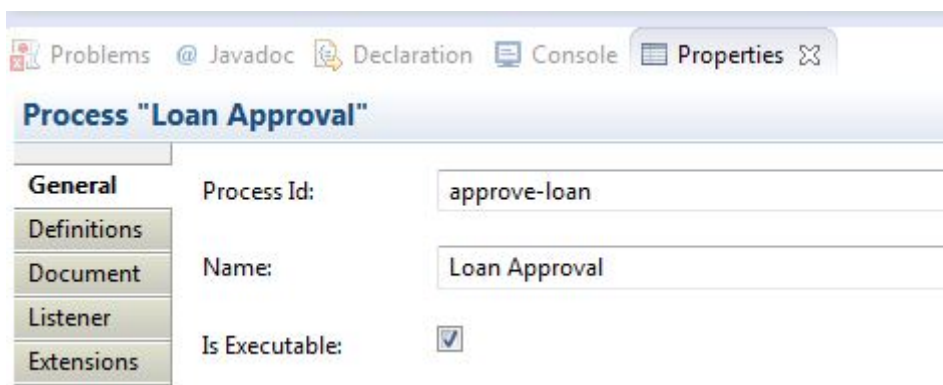 Problems @ Javadoc Declaration Console Properties
Process "Loan Approval"
General
Process Id: approve-loan
Definitions
Name: Loan Approval
Document
Listener
Is Executable:
Extensions